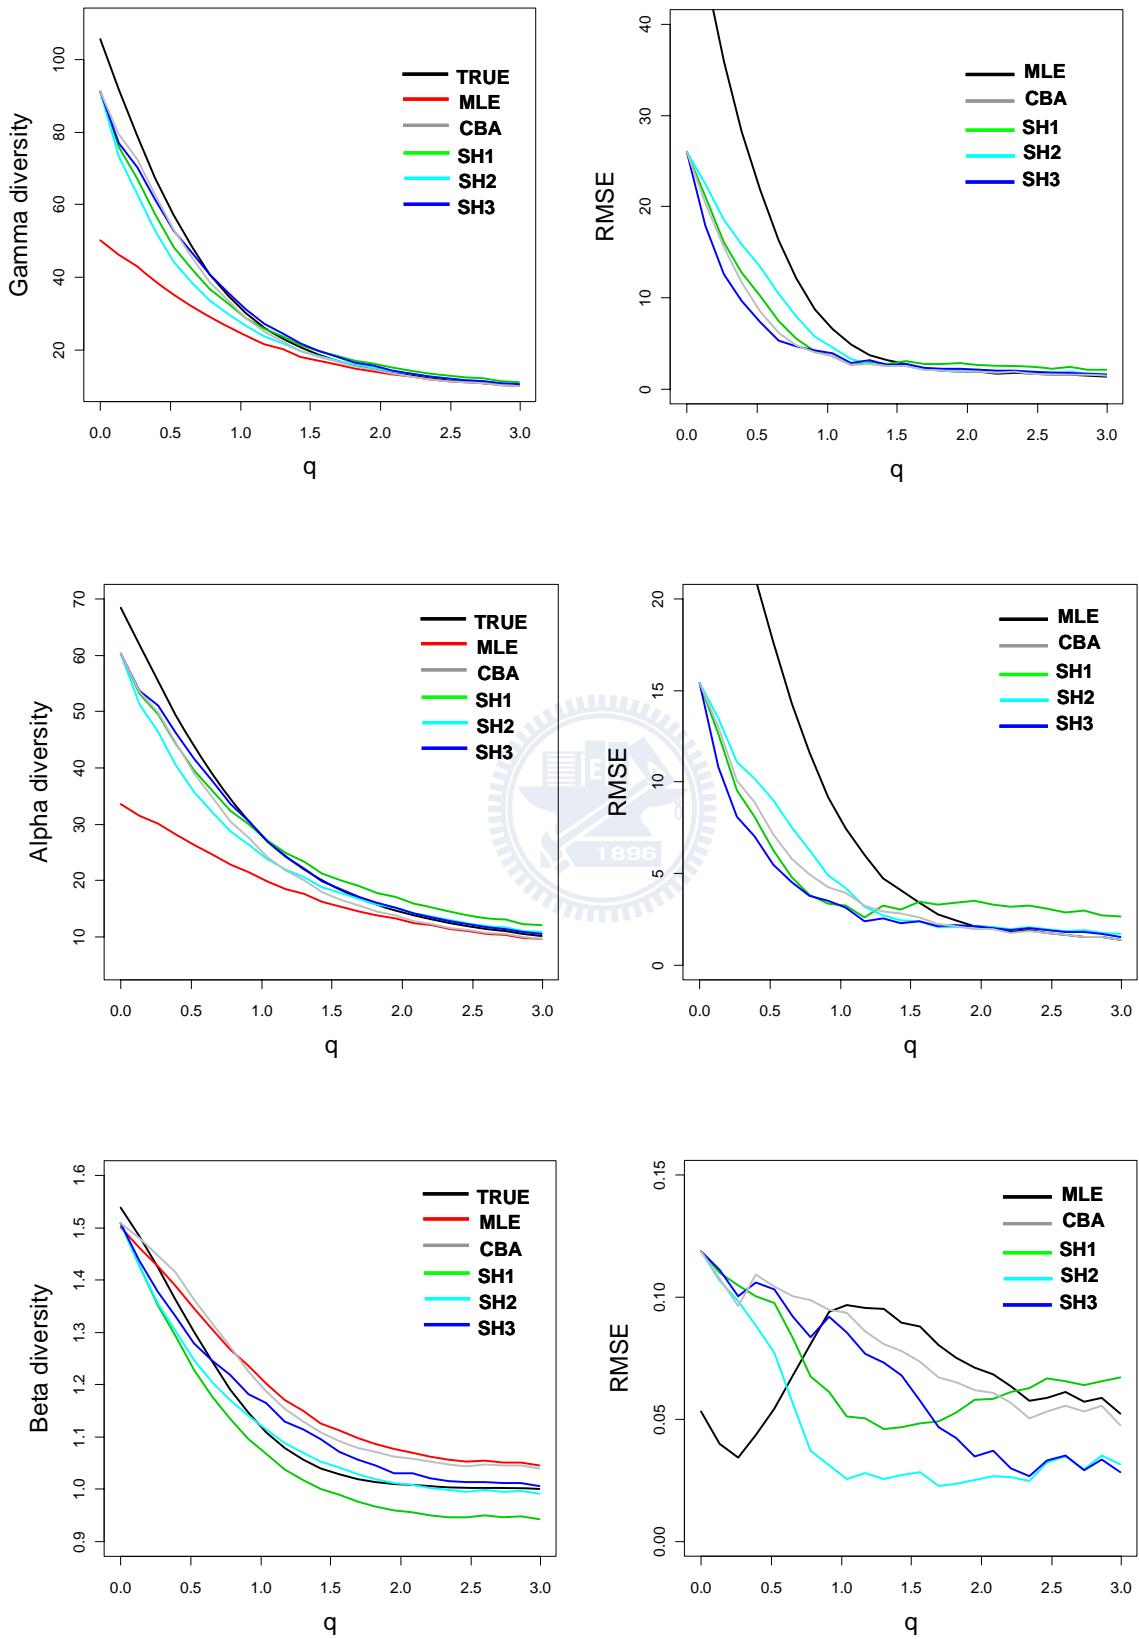 Gamma diversity
100
80
60
40
20
TRUE
MLE
CBA
SH1
SH2
SH3
0.0 0.5 1.0 1.5 2.0 2.5 3.0
q
RMSE
40
30
20
10
0
MLE
CBA
SH1
SH2
SH3
0.0 0.5 1.0 1.5 2.0 2.5 3.0
q
Alpha diversity
70
60
50
40
30
20
10
TRUE
MLE
CBA
SH1
SH2
SH3
0.0 0.5 1.0 1.5 2.0 2.5 3.0
q
RMSE
20
15
10
5
0
MLE
CBA
SH1
SH2
SH3
0.0 0.5 1.0 1.5 2.0 2.5 3.0
q
E
1896
Beta diversity
1.6
1.5
1.4
1.3
1.2
1.1
1.0
0.9
TRUE
MLE
CBA
SH1
SH2
SH3
0.0 0.5 1.0 1.5 2.0 2.5 3.0
q
RMSE
0.15
0.10
0.05
0.00
MLE
CBA
SH1
SH2
SH3
0.0 0.5 1.0 1.5 2.0 2.5 3.0
q